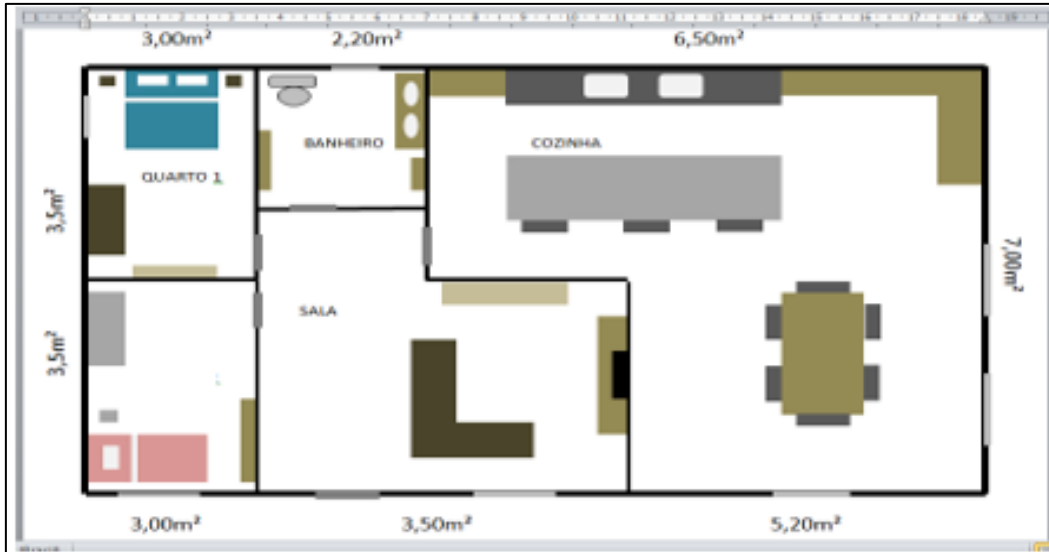 3,00m² 2,20m² 6,50m²
BANHEIRO COZINHA
QUARTO 1
3,5m²
7,00m²
SALA
3,5m²
3,00m² 3,50m² 5,20m²